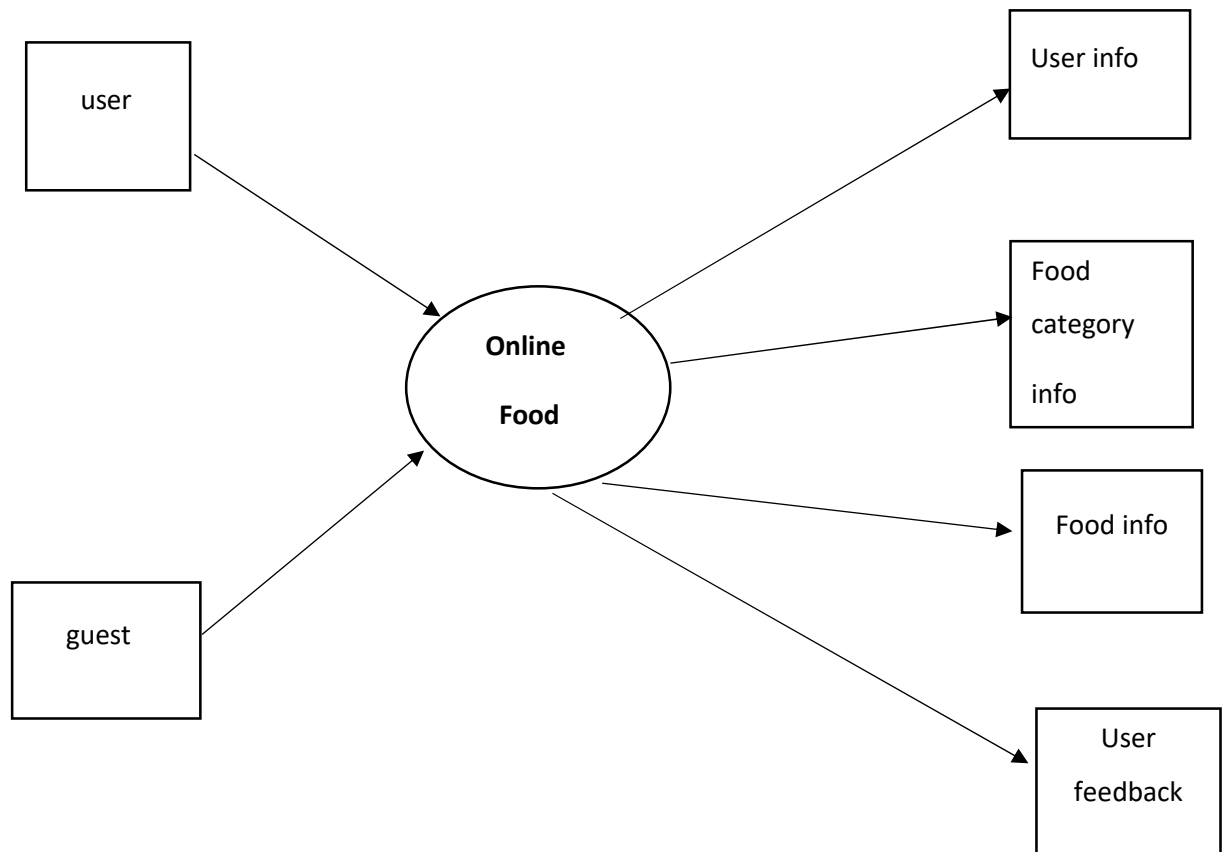 user
User info
Online
Food
Food
category
info
Food info
guest
User
feedback